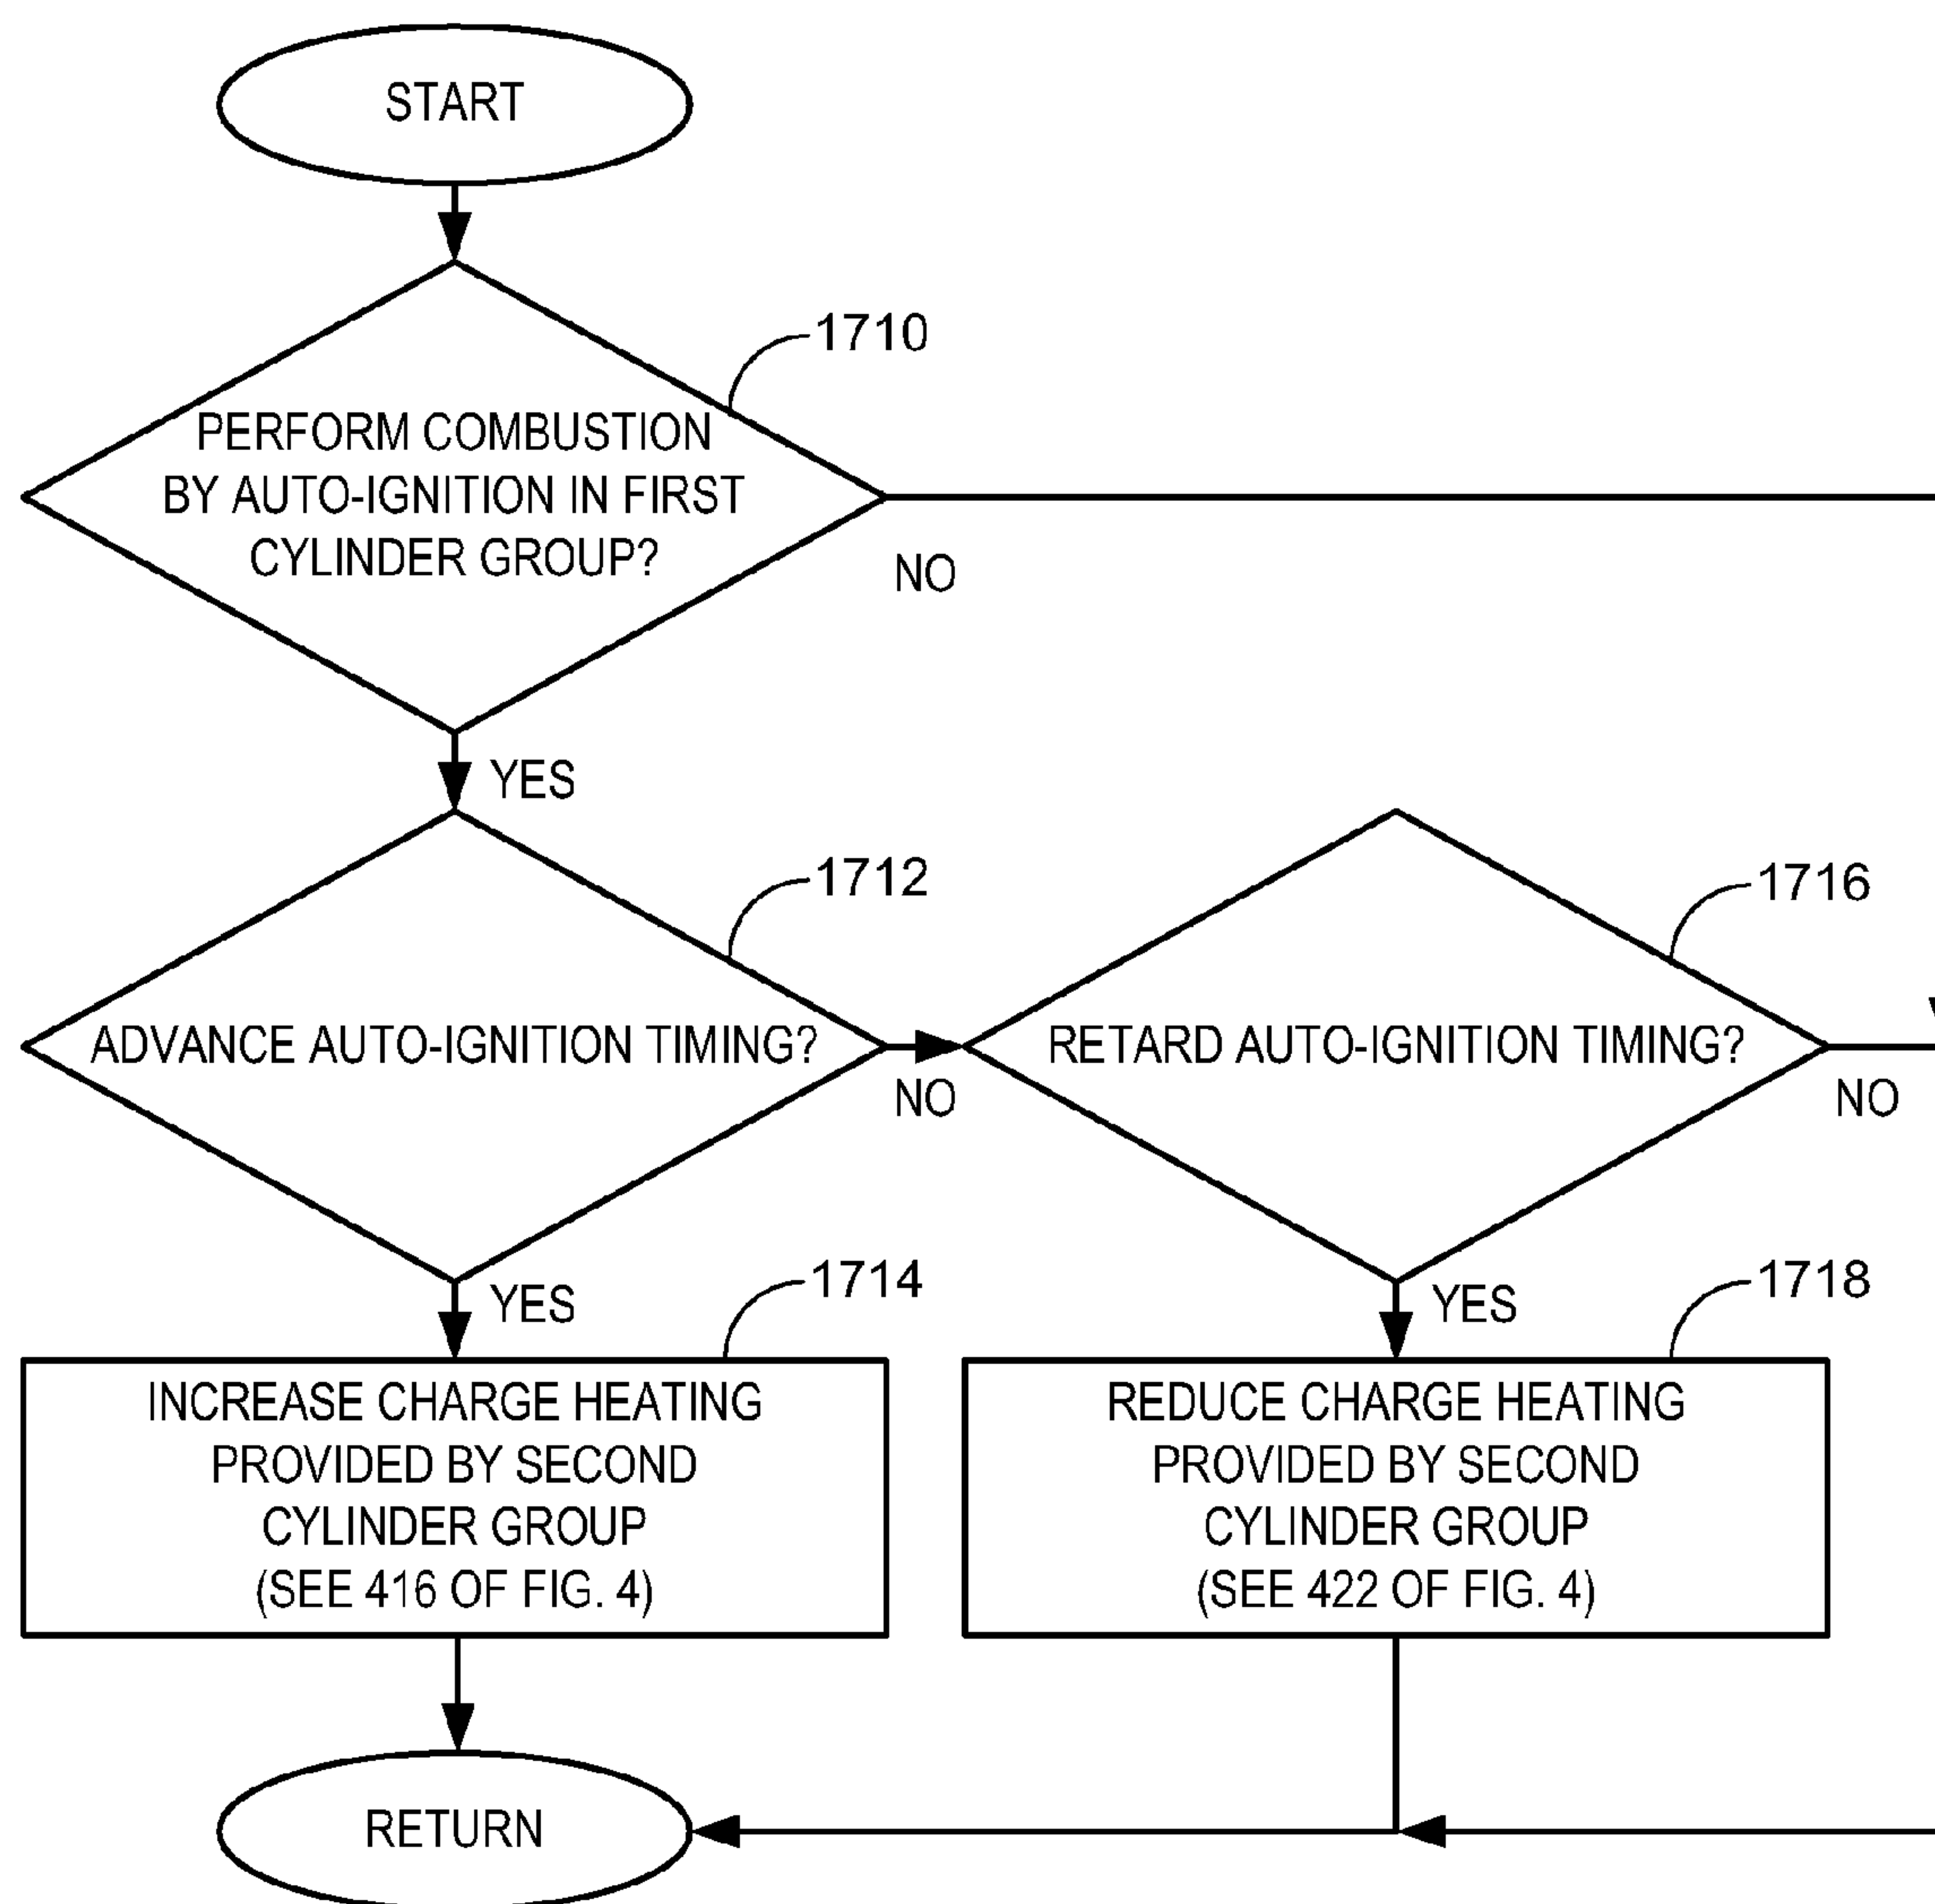 START
1710
PERFORM COMBUSTION
BY AUTO-IGNITION IN FIRST
CYLINDER GROUP?
NO
YES
1712
ADVANCE AUTO-IGNITION TIMING?
NO
1716
RETARD AUTO-IGNITION TIMING?
NO
YES
1714
INCREASE CHARGE HEATING
PROVIDED BY SECOND
CYLINDER GROUP
(SEE 416 OF FIG. 4)
YES
1718
REDUCE CHARGE HEATING
PROVIDED BY SECOND
CYLINDER GROUP
(SEE 422 OF FIG. 4)
RETURN